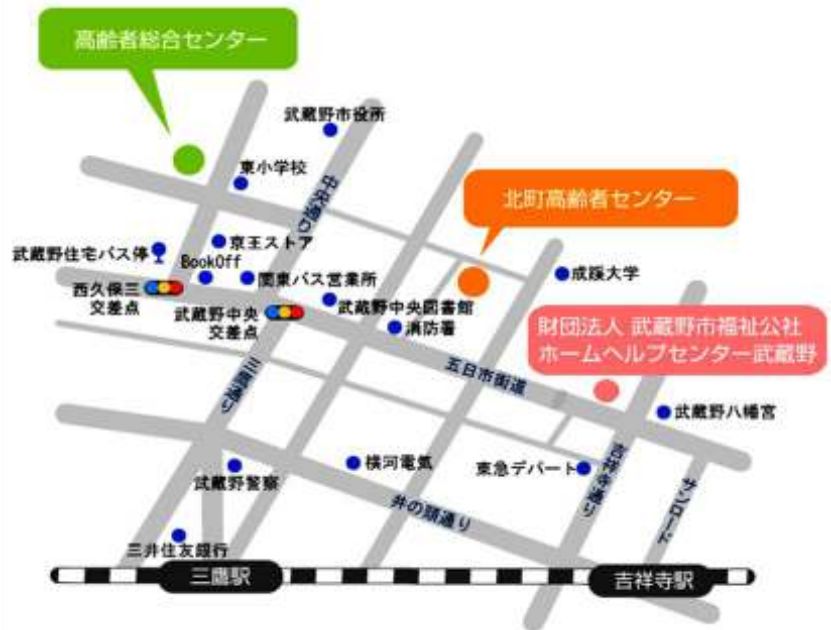 高齢者総合センター
武蔵野市役所
東小学校
中央通り
北町高齢者センター
武蔵野住宅バス停
京王ストア
BookOff
関東バス営業所
成蹊大学
西久保三
交差点
武蔵野中央
交差点
武蔵野中央図書館
消防署
財団法人 武蔵野市福祉公社
ホームヘルプセンター武蔵野
五日市街道
三鷹通り
武蔵野八幡宮
武蔵野警察
横河電気
東急デパート
吉祥寺通り
サンロード
井の頭通り
三井住友銀行
三鷹駅
吉祥寺駅